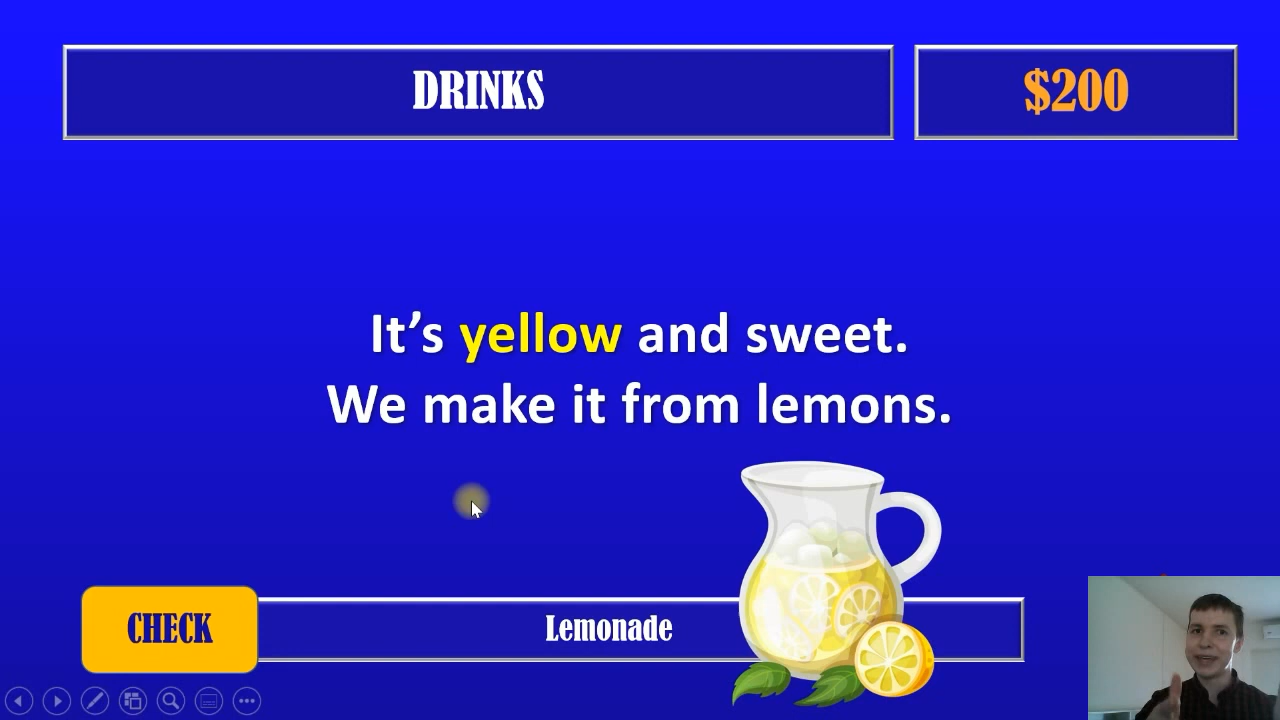 DRINKS
$200
It’s yellow and sweet.
We make it from lemons.
CHECK
Lemonade